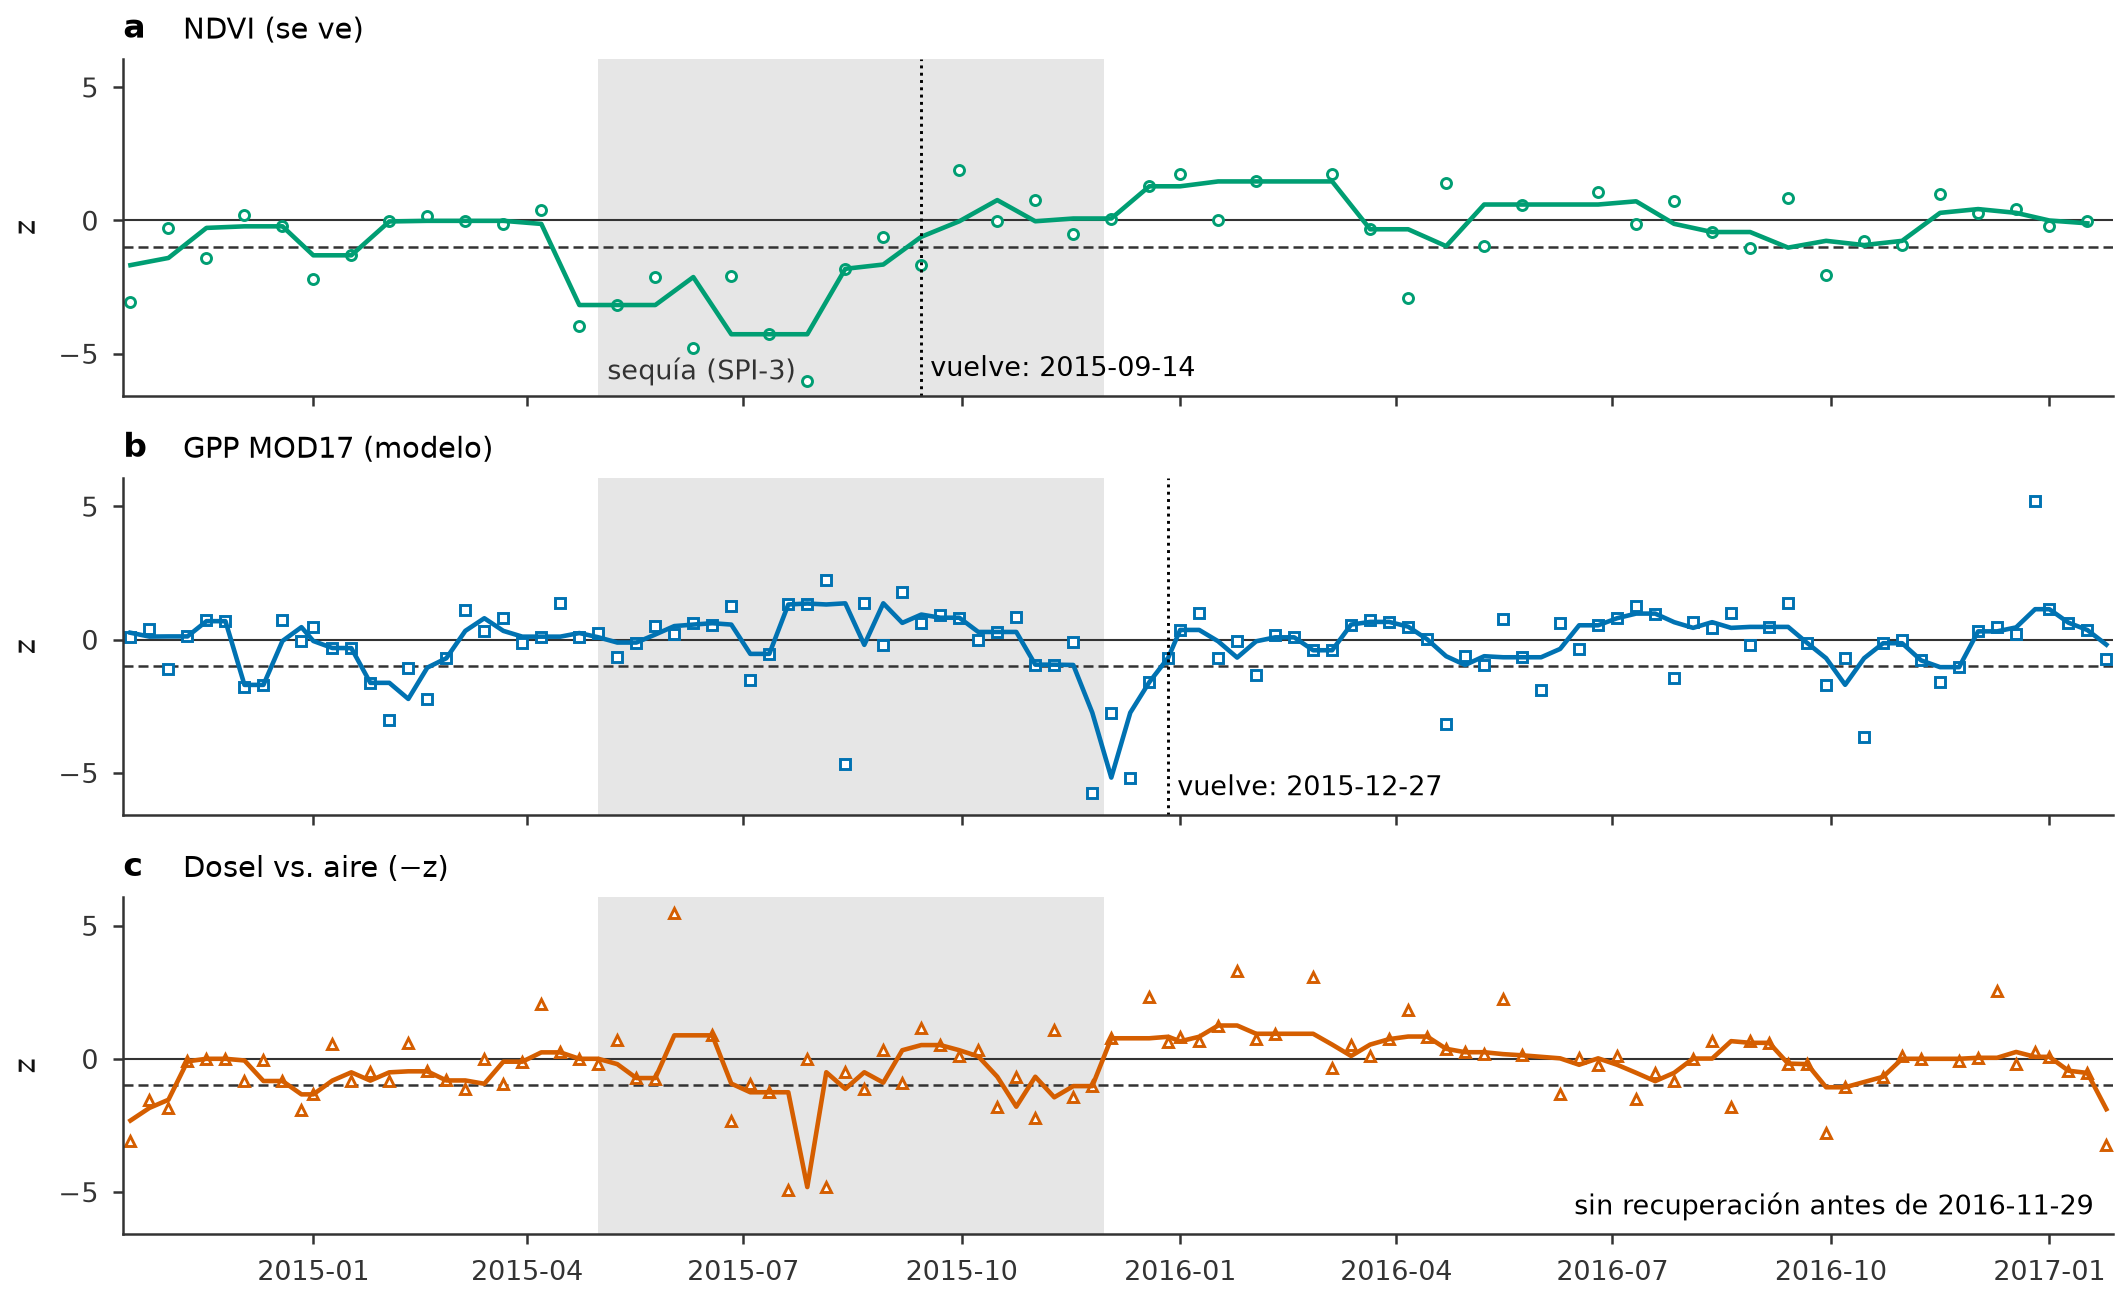 a NDVI (se ve)
5
0
−5
z
sequía (SPI-3)
vuelve: 2015-09-14
b GPP MOD17 (modelo)
5
0
−5
z
vuelve: 2015-12-27
c Dosel vs. aire (−z)
5
0
−5
z
sin recuperación antes de 2016-11-29
2015-01 2015-04 2015-07 2015-10 2016-01 2016-04 2016-07 2016-10 2017-01